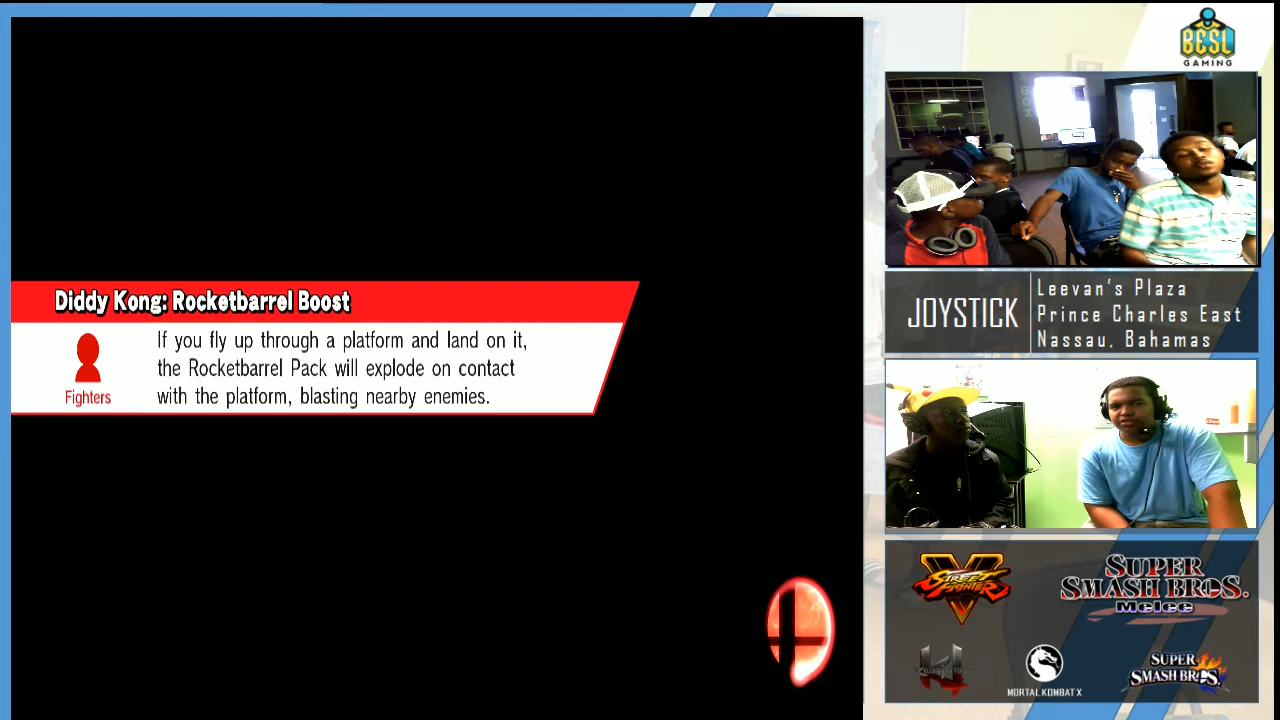 BESL
GAMING
Diddy Kong: Rocketbarrel Boost
If you fly up through a platform and land on it,
the Rocketbarrel Pack will explode on contact
with the platform, blasting nearby enemies.
Fighters
JOYSTICK
Leevan's Plaza
Prince Charles East
Nassau, Bahamas
V
STREET
FIGHTER
SUPER
SMASH BROS.
Melee
MORTAL KOMBAT X
SUPER
SMASH BROS.